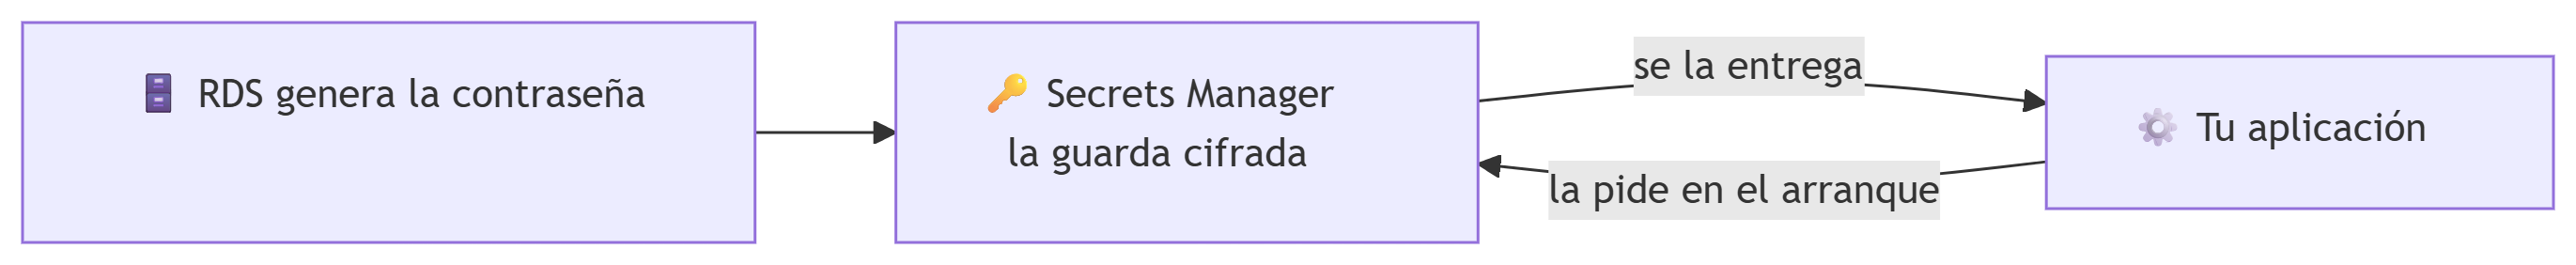 RDS genera la contraseña
Secrets Manager
la guarda cifrada
se la entrega
la pide en el arranque
Tu aplicación